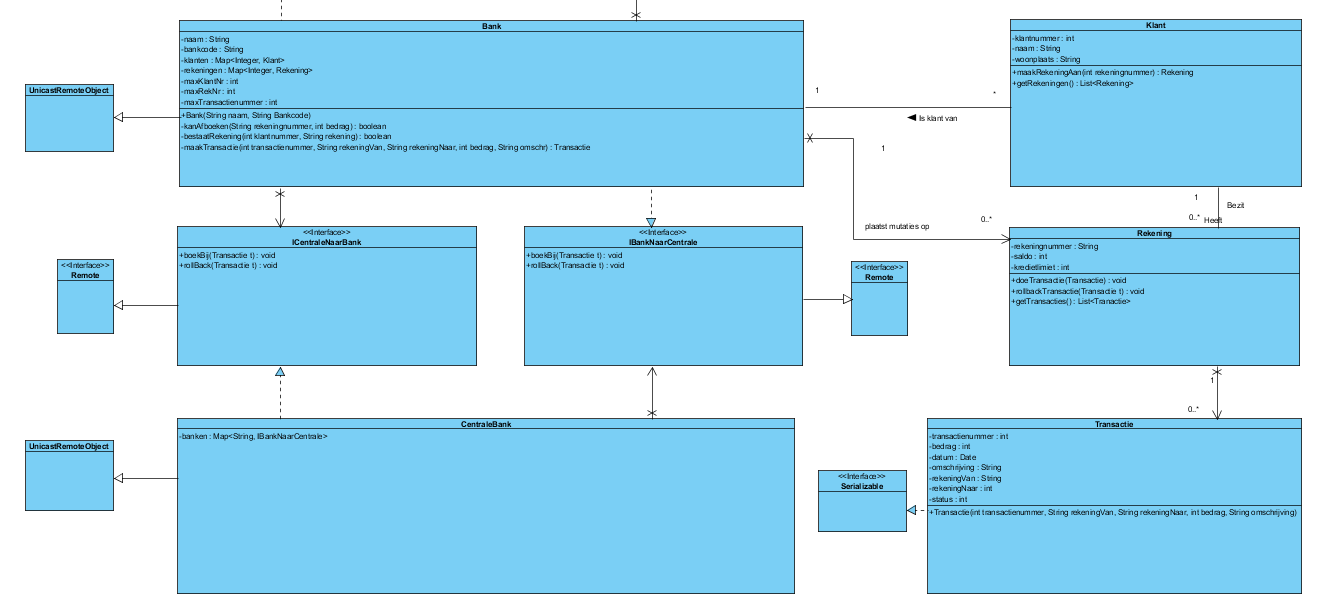 Bank
-naam : String
-bankcode : String
-klanten : Map<Integer, Klant>
-rekeningen : Map<Integer, Rekening>
-maxKlantNr : int
-maxRekNr : int
-maxTransactienummer : int
+Bank(String naam, String Bankcode)
-kanAfboeken(String rekeningnummer, int bedrag) : boolean
-bestaatRekening(int klantnummer, String rekening) : boolean
-maakTransactie(int transactienummer, String rekeningVan, String rekeningNaar, int bedrag, String omschr) : Transactie
Klant
-klantnummer : int
-naam : String
-woonplaats : String
+maakRekeningAan(int rekeningnummer) : Rekening
+getRekeningen() : List<Rekening>
UnicastRemoteObject
1
*
Is klant van
1
0..*
plaatst mutaties op
1
Bezit
0..*
Heeft
<<Interface>>
ICentraleNaarBank
+boekBij(Transactie t) : void
+rollBack(Transactie t) : void
<<Interface>>
IBankNaarCentrale
+boekBij(Transactie t) : void
+rollBack(Transactie t) : void
<<Interface>>
Remote
<<Interface>>
Remote
Rekening
-rekeningnummer : String
-saldo : int
-kredietlimiet : int
+doeTransactie(Transactie) : void
+rollbackTransactie(Transactie t) : void
+getTransacties() : List<Tranactie>
1
0..*
CentraleBank
-banken : Map<String, IBankNaarCentrale>
UnicastRemoteObject
<<Interface>>
Serializable
Transactie
-transactienummer : int
-bedrag : int
-datum : Date
-omschrijving : String
-rekeningVan : String
-rekeningNaar : int
-status : int
+Transactie(int transactienummer, String rekeningVan, String rekeningNaar, int bedrag, String omschrijving)